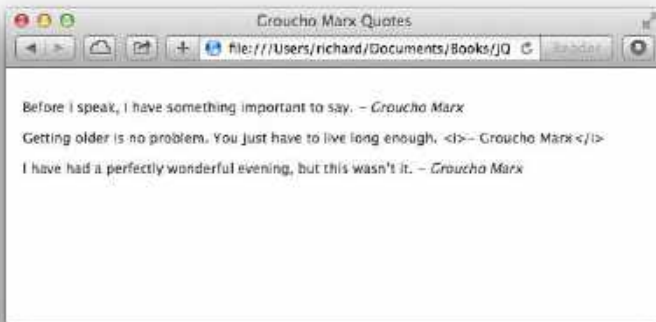 Groucho Marx Quotes
file:///Users/richard/Documents/Books/JQ
Reader
Before I speak, I have something important to say. – Groucho Marx
Getting older is no problem. You just have to live long enough. <i>– Groucho Marx</i>
I have had a perfectly wonderful evening, but this wasn't it. – Groucho Marx